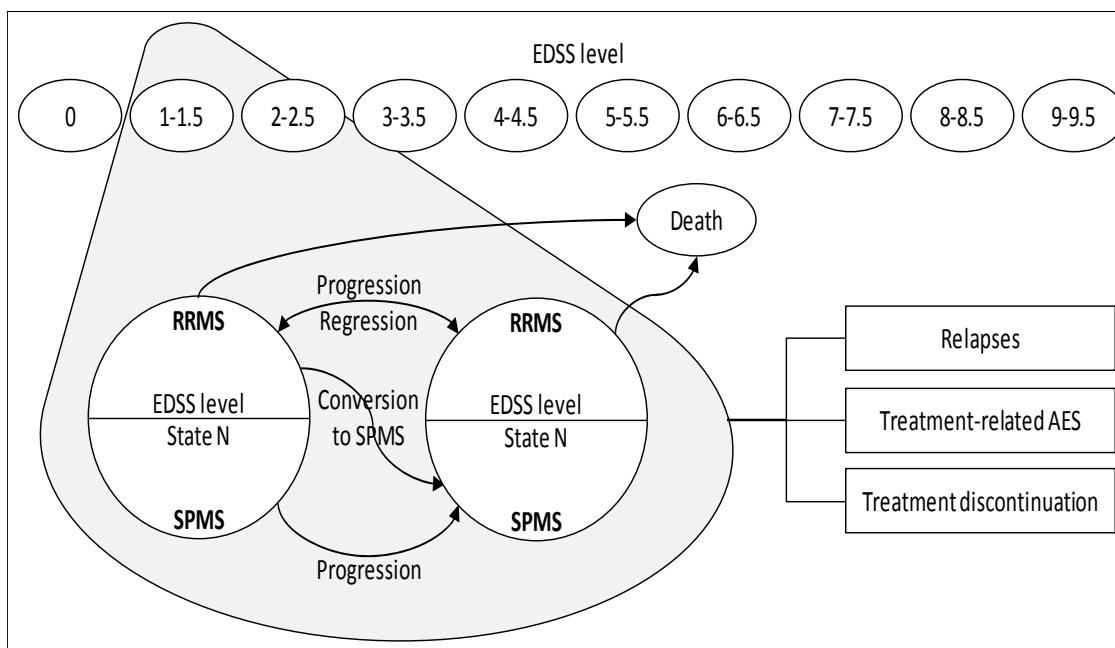 EDSS level
0 1-1.5 2-2.5 3-3.5 4-4.5 5-5.5 6-6.5 7-7.5 8-8.5 9-9.5
Death
Progression
Regression
RRMS
EDSS level
State N
SPMS
Conversion
to SPMS
RRMS
EDSS level
State N
SPMS
Progression
Relapses
Treatment-related AES
Treatment discontinuation